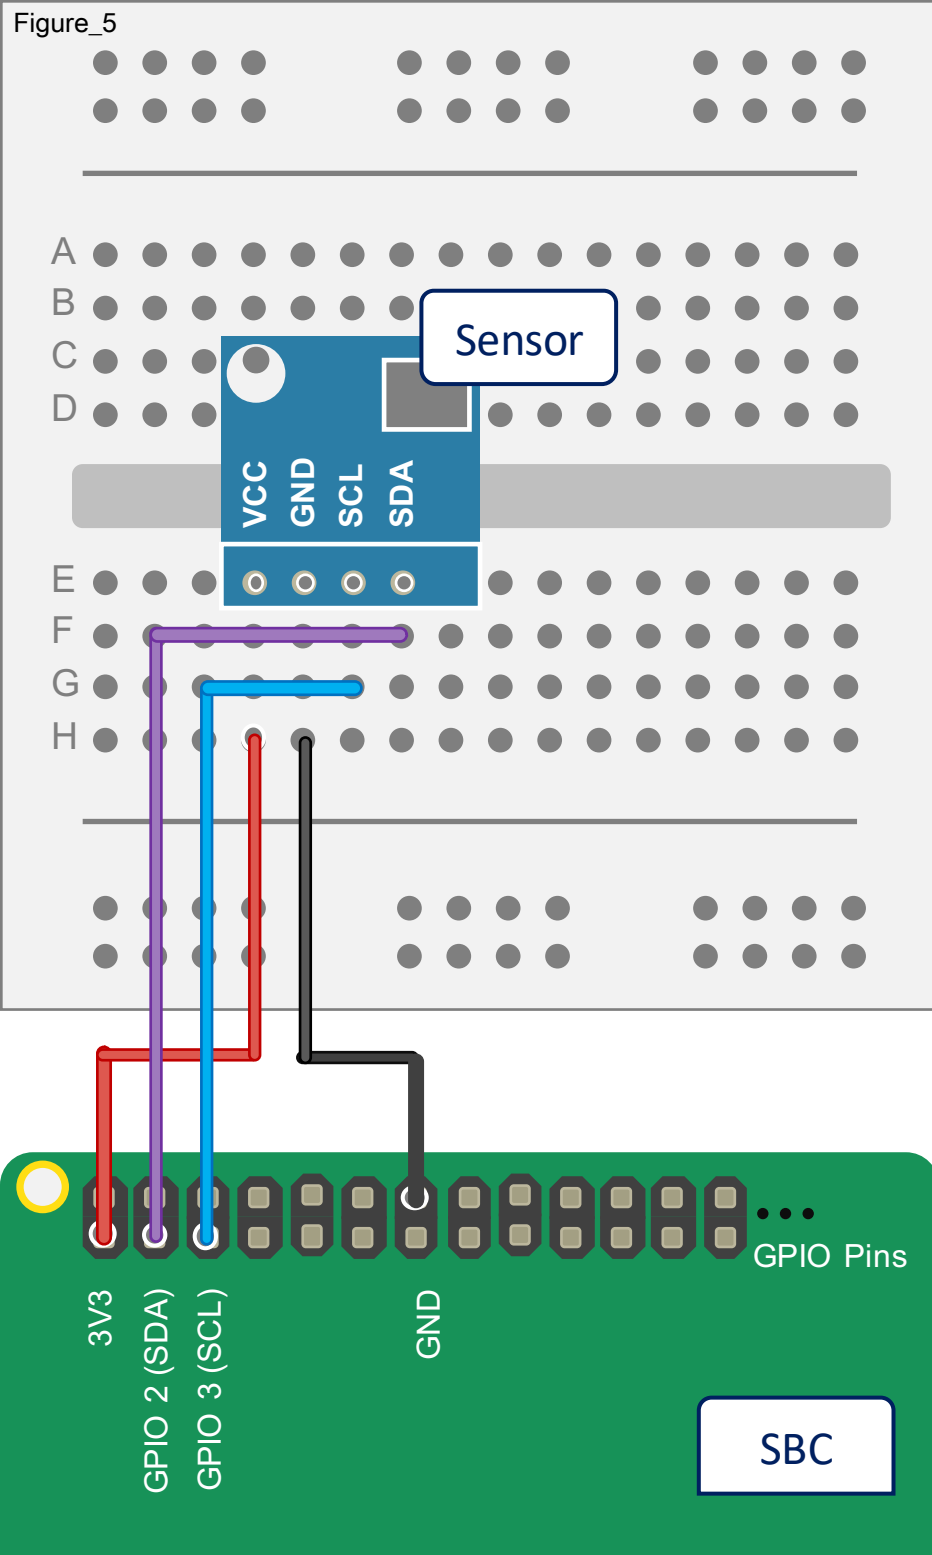 Figure_5
A
B
Sensor
C
D
VCC
GND
SCL
SDA
E
F
G
H
GPIO Pins
3V3
GPIO 2 (SDA)
GPIO 3 (SCL)
GND
SBC